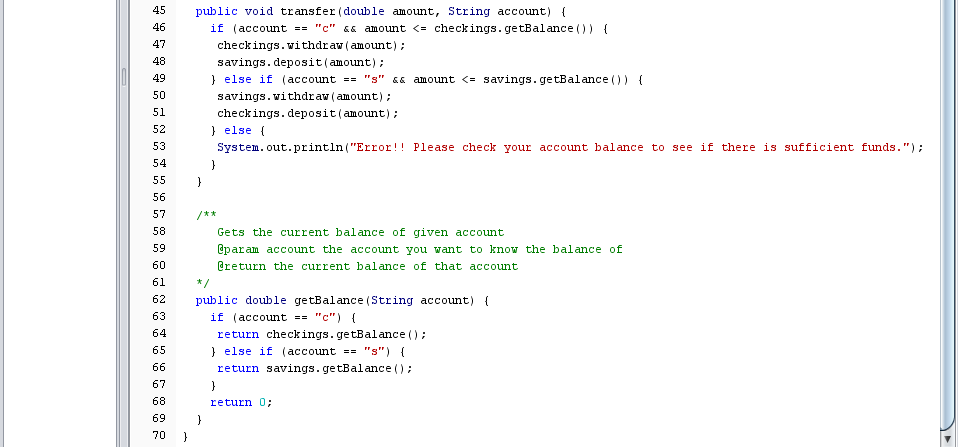 45 public void transfer(double amount, String account) {
46 if (account == "c" && amount <= checkings.getBalance()) {
47 checkings.withdraw(amount);
48 savings.deposit(amount);
49 } else if (account == "s" && amount <= savings.getBalance()) {
50 savings.withdraw(amount);
51 checkings.deposit(amount);
52 } else {
53 System.out.println("Error!! Please check your account balance to see if there is sufficient funds.");
54 }
55 }
56
57 /**
58 Gets the current balance of given account
59 @param account the account you want to know the balance of
60 @return the current balance of that account
61 */
62 public double getBalance(String account) {
63 if (account == "c") {
64 return checkings.getBalance();
65 } else if (account == "s") {
66 return savings.getBalance();
67 }
68 return 0;
69 }
70 }